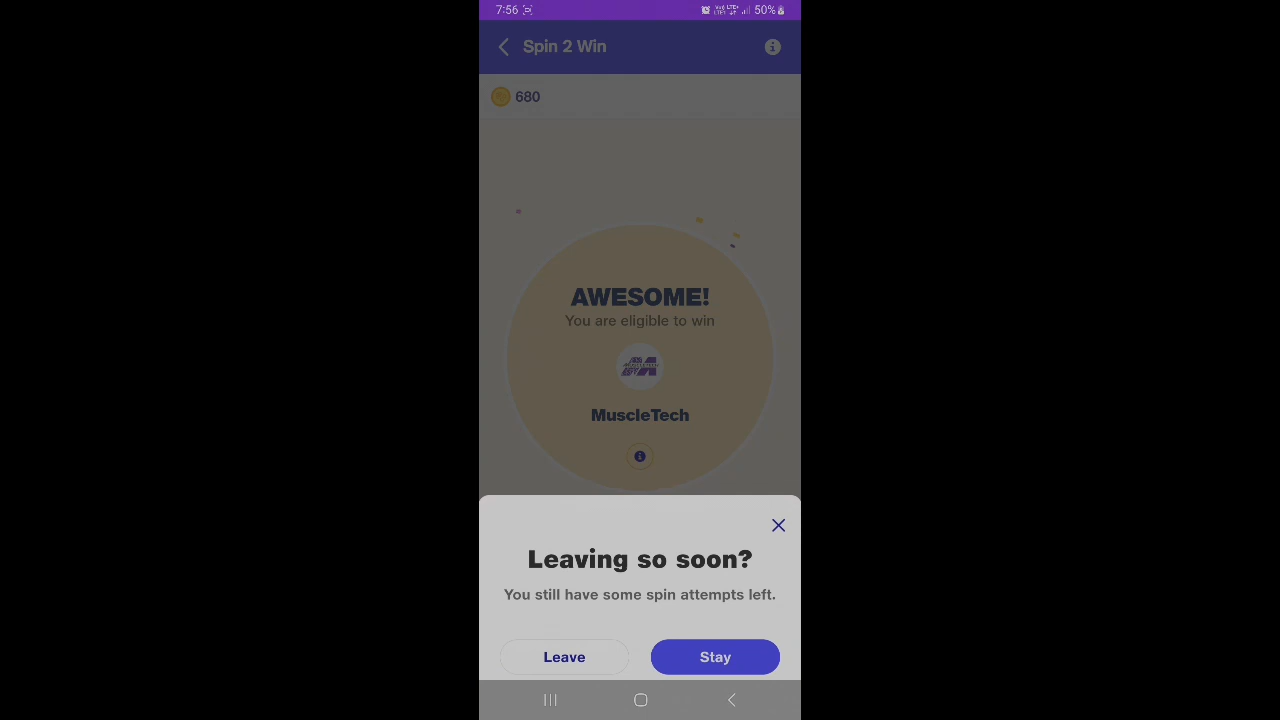 7:56
50%
Spin 2 Win
680
AWESOME!
You are eligible to win
MuscleTech
Leaving so soon?
You still have some spin attempts left.
Leave
Stay